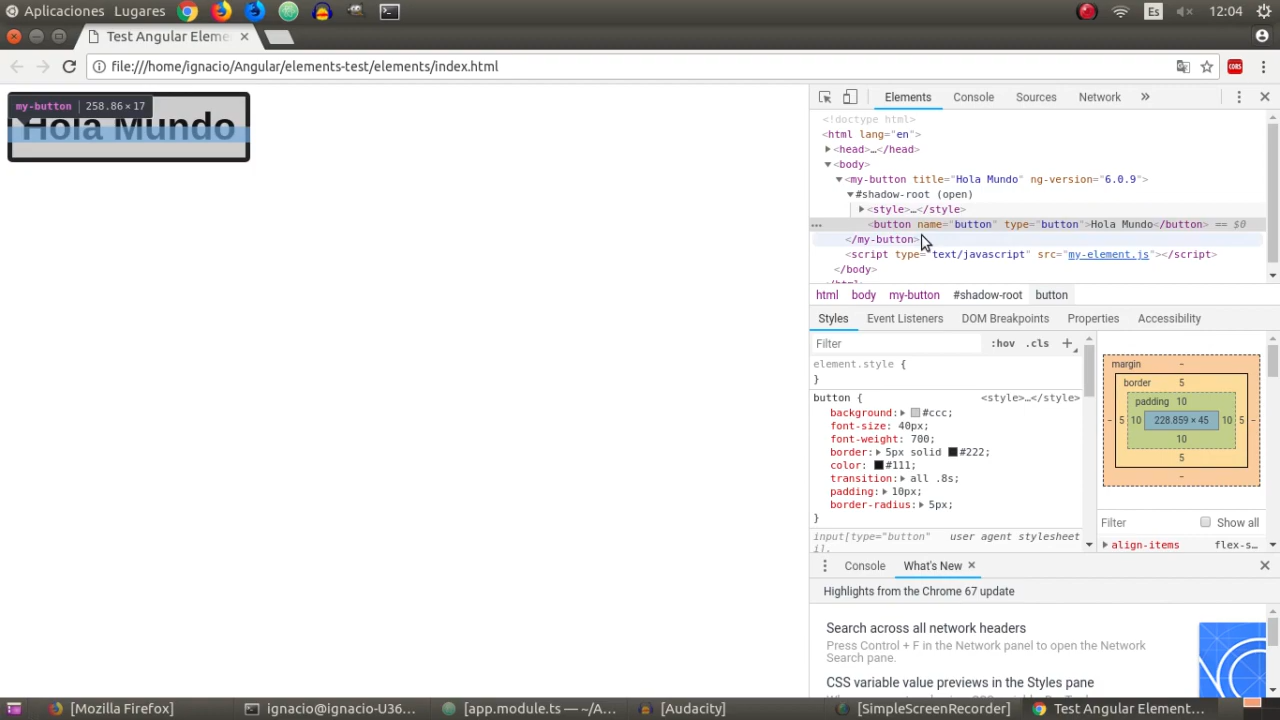 Aplicaciones Lugares Es 12:04
Test Angular Eleme
file:///home/ignacio/Angular/elements-test/elements/index.html CORS
my-button 258.86 × 17
Hola Mundo
Elements Console Sources Network »
<!doctype html>
<html lang="en">
<head>…</head>
<body>
<my-button title="Hola Mundo" ng-version="6.0.9">
#shadow-root (open)
<style>…</style>
<button name="button" type="button">Hola Mundo</button> == $0
</my-button>
<script type="text/javascript" src="my-element.js"></script>
</body>
html body my-button #shadow-root button
Styles Event Listeners DOM Breakpoints Properties Accessibility
Filter :hov .cls +
element.style {
}
button { <style>…</style>
background: #ccc;
font-size: 40px;
font-weight: 700;
border: 5px solid #222;
color: #111;
transition: all .8s;
padding: 10px;
border-radius: 5px;
}
input[type="button" user agent stylesheet
i],
margin –
border 5
padding 10
– 5 10 228.859 × 45 10 5 –
10
5
–
Filter Show all
align-items flex-s…
Console What's New ×
Highlights from the Chrome 67 update
Search across all network headers
Press Control + F in the Network panel to open the Network
Search pane.
CSS variable value previews in the Styles pane
[Mozilla Firefox] ignacio@ignacio-U36… [app.module.ts — ~/A… [Audacity] [SimpleScreenRecorder] Test Angular Element…